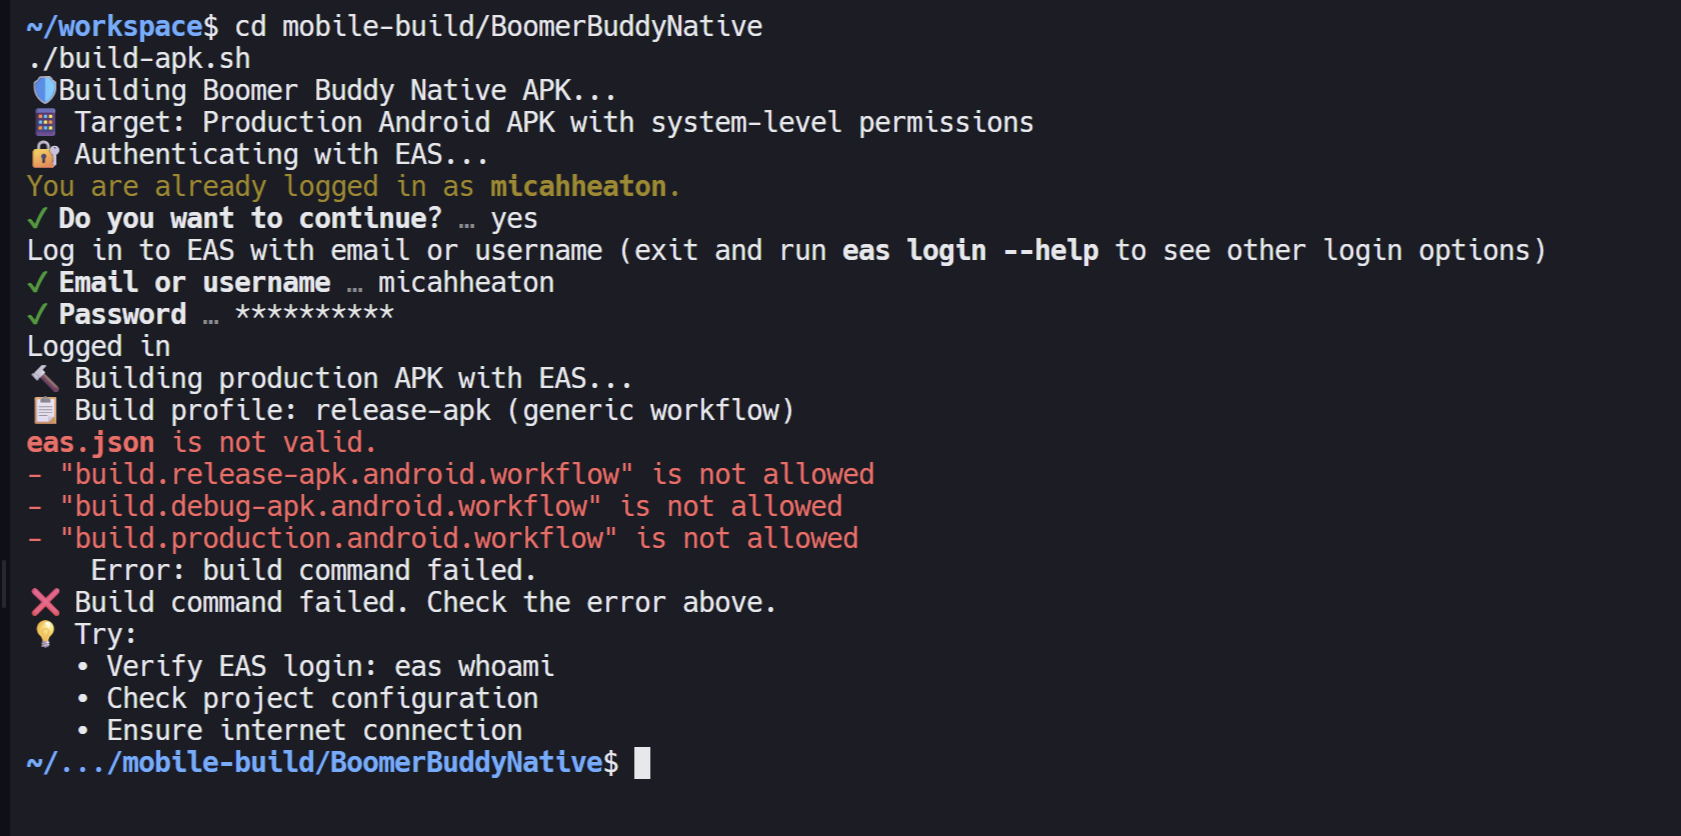 ~/workspace$ cd mobile-build/BoomerBuddyNative
./build-apk.sh
🛡️Building Boomer Buddy Native APK...
📱 Target: Production Android APK with system-level permissions
🔐 Authenticating with EAS...
You are already logged in as micahheaton.
✓ Do you want to continue? … yes
Log in to EAS with email or username (exit and run eas login --help to see other login options)
✓ Email or username … micahheaton
✓ Password … **********
Logged in
🔨 Building production APK with EAS...
📋 Build profile: release-apk (generic workflow)
eas.json is not valid.
- "build.release-apk.android.workflow" is not allowed
- "build.debug-apk.android.workflow" is not allowed
- "build.production.android.workflow" is not allowed
Error: build command failed.
❌ Build command failed. Check the error above.
💡 Try:
• Verify EAS login: eas whoami
• Check project configuration
• Ensure internet connection
~/.../mobile-build/BoomerBuddyNative$